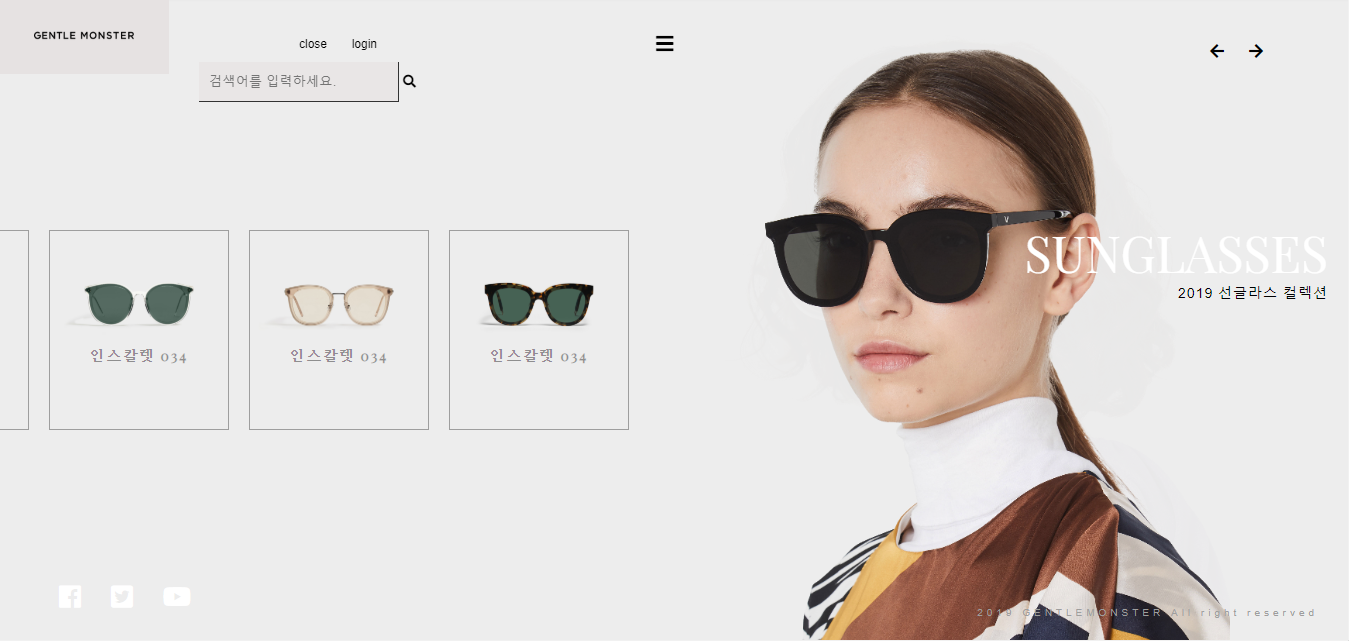 GENTLE MONSTER
close login
검색어를 입력하세요.
SUNGLASSES
2019 선글라스 컬렉션
인스칼렛 034
인스칼렛 034
인스칼렛 034
2019 GENTLEMONSTER All right reserved